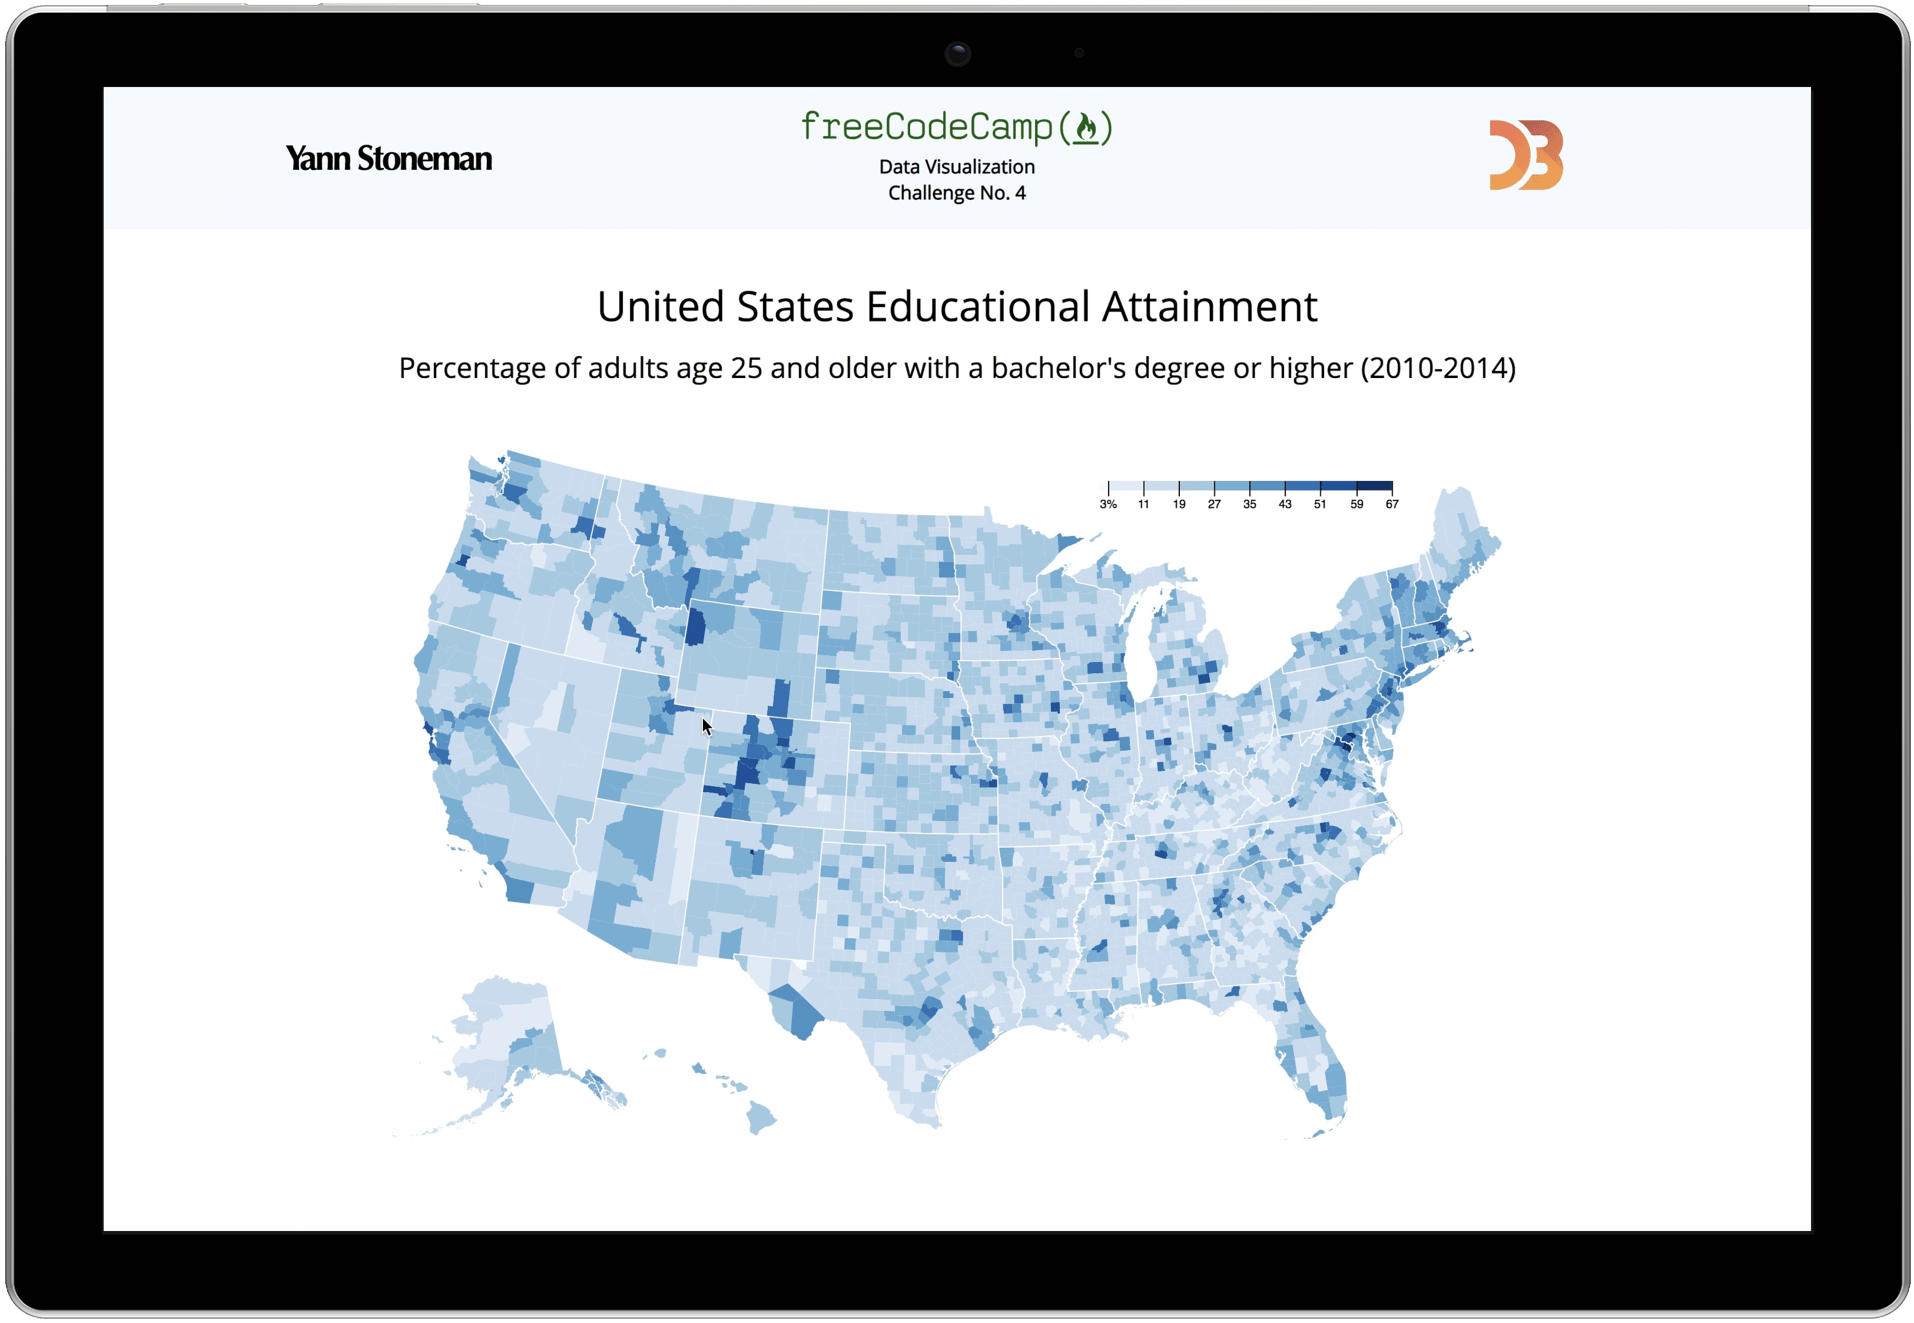 Yann Stoneman
freeCodeCamp(🔥)
Data Visualization
Challenge No. 4
D3
United States Educational Attainment
Percentage of adults age 25 and older with a bachelor's degree or higher (2010-2014)
3% 11 19 27 35 43 51 59 67